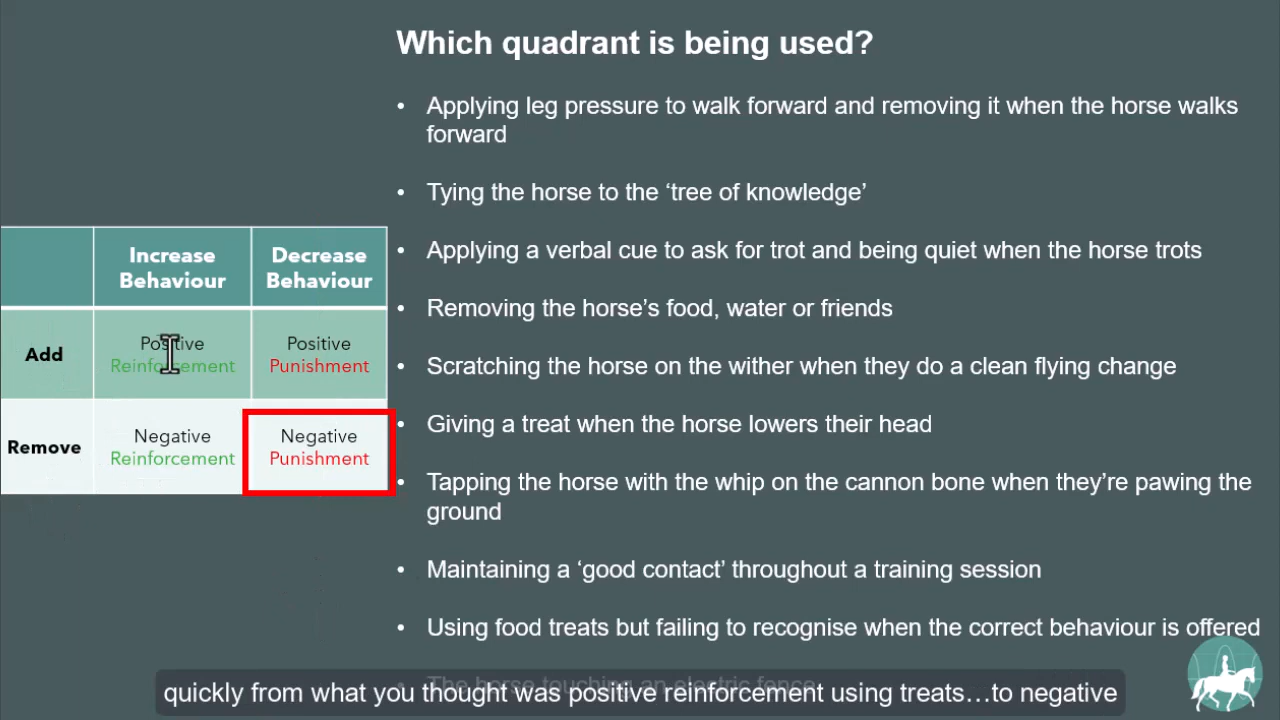 Which quadrant is being used?
• Applying leg pressure to walk forward and removing it when the horse walks
forward
• Tying the horse to the ‘tree of knowledge’
• Applying a verbal cue to ask for trot and being quiet when the horse trots
• Removing the horse’s food, water or friends
• Scratching the horse on the wither when they do a clean flying change
• Giving a treat when the horse lowers their head
• Tapping the horse with the whip on the cannon bone when they’re pawing the
ground
• Maintaining a ‘good contact’ throughout a training session
• Using food treats but failing to recognise when the correct behaviour is offered
• The horse touching an electric fence
Increase
Behaviour
Decrease
Behaviour
Add
Positive
Reinforcement
Positive
Punishment
Remove
Negative
Reinforcement
Negative
Punishment
quickly from what you thought was positive reinforcement using treats…to negative